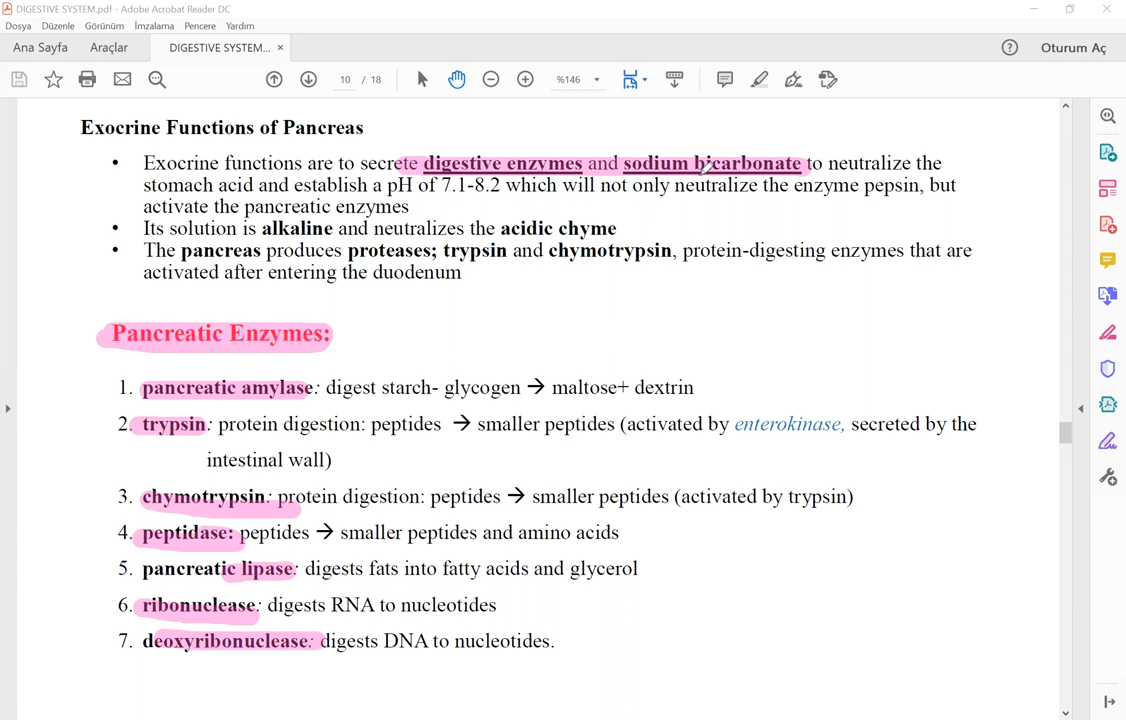 DIGESTIVE SYSTEM.pdf - Adobe Acrobat Reader DC
Dosya Düzenle Görünüm İmzalama Pencere Yardım
Ana Sayfa Araçlar DIGESTIVE SYSTEM... × ? Oturum Aç
10 / 18 %146
Exocrine Functions of Pancreas
• Exocrine functions are to secrete digestive enzymes and sodium bicarbonate to neutralize the
stomach acid and establish a pH of 7.1-8.2 which will not only neutralize the enzyme pepsin, but
activate the pancreatic enzymes
• Its solution is alkaline and neutralizes the acidic chyme
• The pancreas produces proteases; trypsin and chymotrypsin, protein-digesting enzymes that are
activated after entering the duodenum
Pancreatic Enzymes:
1. pancreatic amylase: digest starch- glycogen → maltose+ dextrin
2. trypsin: protein digestion: peptides → smaller peptides (activated by enterokinase, secreted by the
intestinal wall)
3. chymotrypsin: protein digestion: peptides → smaller peptides (activated by trypsin)
4. peptidase: peptides → smaller peptides and amino acids
5. pancreatic lipase: digests fats into fatty acids and glycerol
6. ribonuclease: digests RNA to nucleotides
7. deoxyribonuclease: digests DNA to nucleotides.